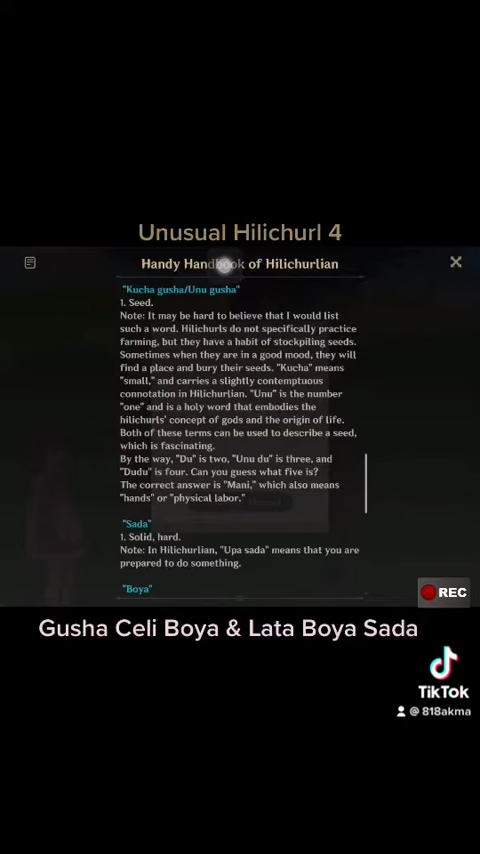 Unusual Hilichurl 4
Handy Handbook of Hilichurlian
"Kucha gusha/Unu gusha"
1. Seed.
Note: It may be hard to believe that I would list
such a word. Hilichurls do not specifically practice
farming, but they have a habit of stockpiling seeds.
Sometimes when they are in a good mood, they will
find a place and bury their seeds. "Kucha" means
"small," and carries a slightly contemptuous
connotation in Hilichurlian. "Unu" is the number
"one" and is a holy word that embodies the
hilichurls' concept of gods and the origin of life.
Both of these terms can be used to describe a seed,
which is fascinating.
By the way, "Du" is two, "Unu du" is three, and
"Dudu" is four. Can you guess what five is?
The correct answer is "Mani," which also means
"hands" or "physical labor."
"Sada"
1. Solid, hard.
Note: In Hilichurlian, "Upa sada" means that you are
prepared to do something.
"Boya"
REC
Gusha Celi Boya & Lata Boya Sada
TikTok
@ 818akma